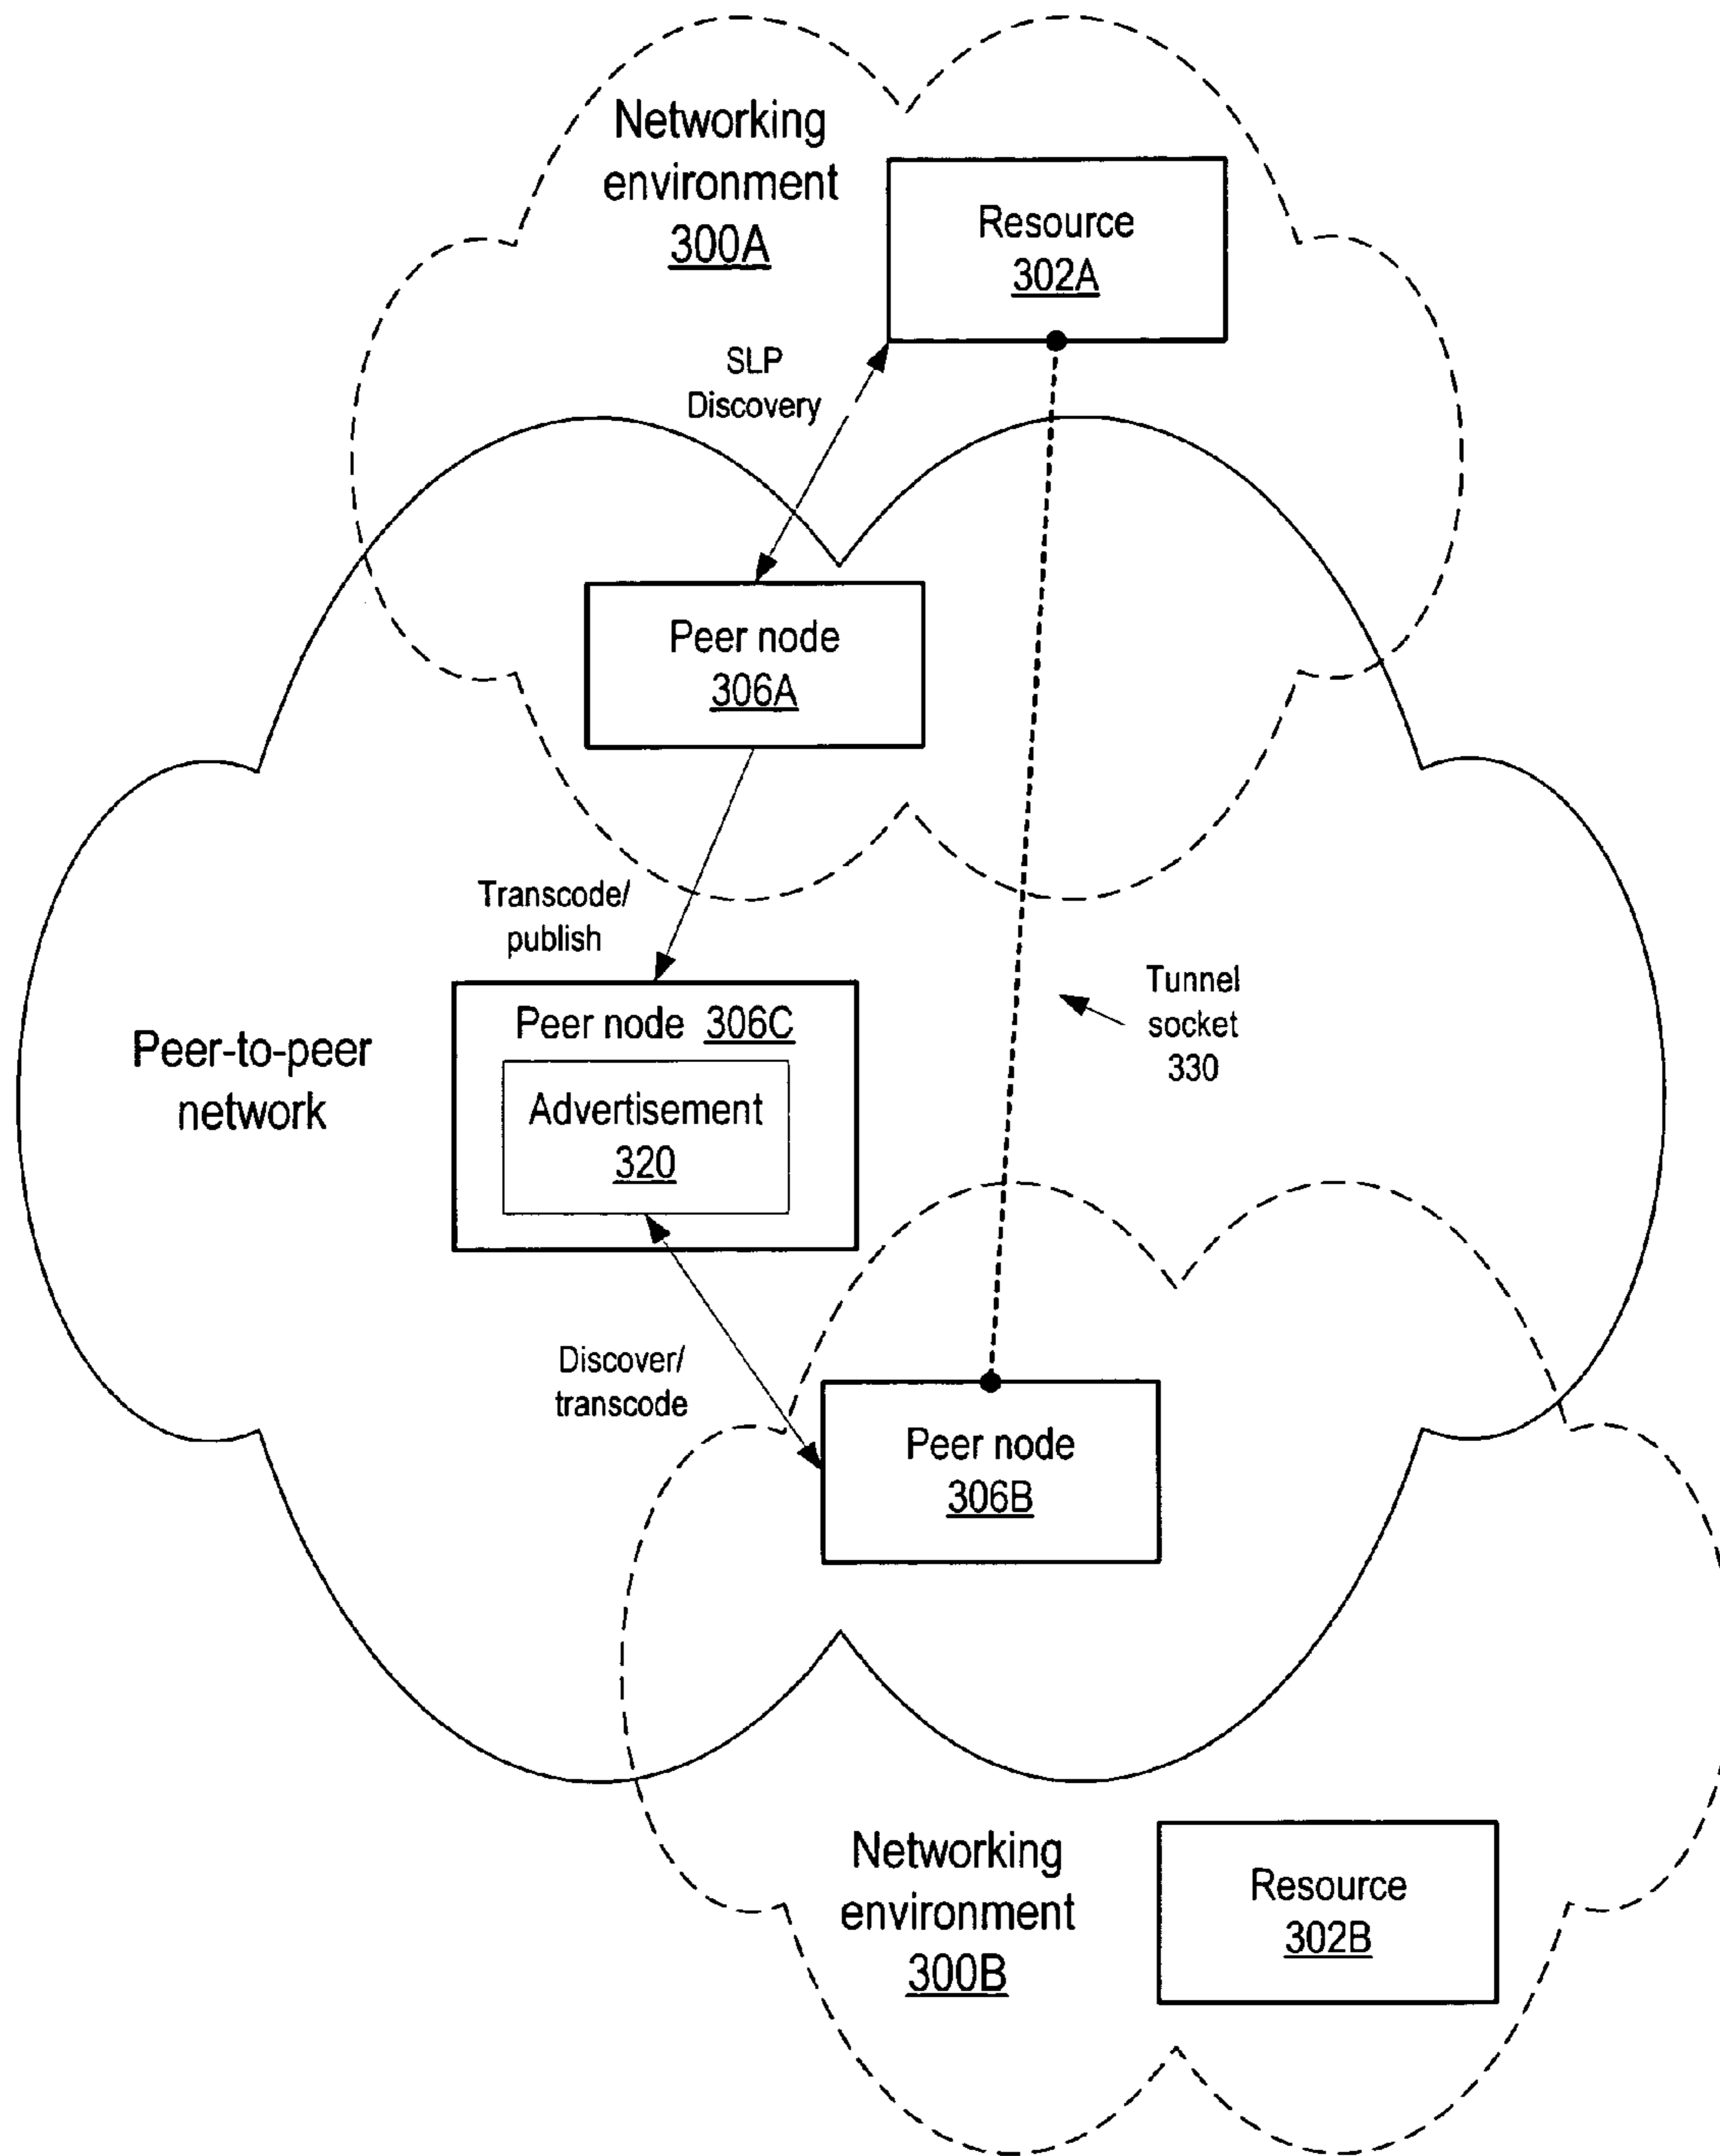 Networking
environment
300A
Resource
302A
SLP
Discovery
Peer node
306A
Transcode/
publish
Peer node 306C
Advertisement
320
Peer-to-peer
network
Tunnel
socket
330
Discover/
transcode
Peer node
306B
Networking
environment
300B
Resource
302B